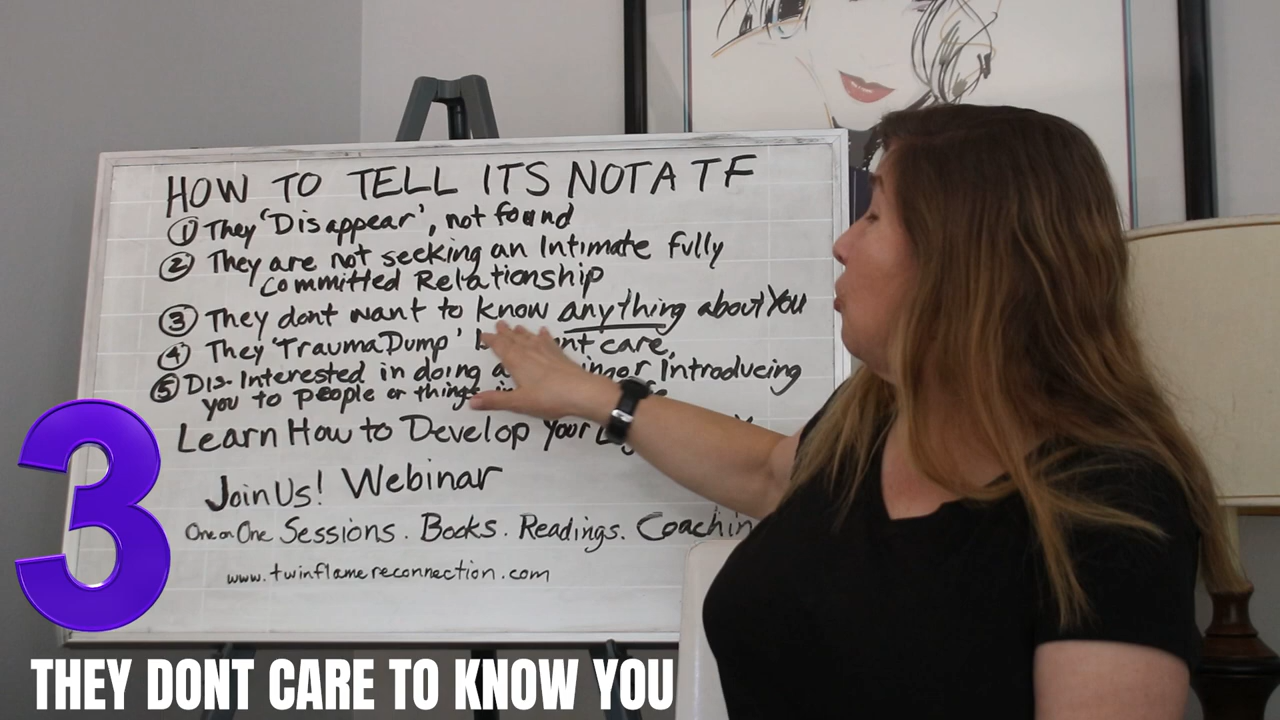 HOW TO TELL ITS NOT A TF
① They 'Disappear', not found
② They are not seeking an Intimate fully
committed Relationship
③ They dont want to know anything about You
④ They 'Trauma Dump' care,
⑤ Dis-Interested in doing Introducing
you to people or things
Learn How to Develop Your
Join Us! Webinar
One on One Sessions. Books. Readings. Coachin
www.twinflamereconnection.com
3
THEY DONT CARE TO KNOW YOU